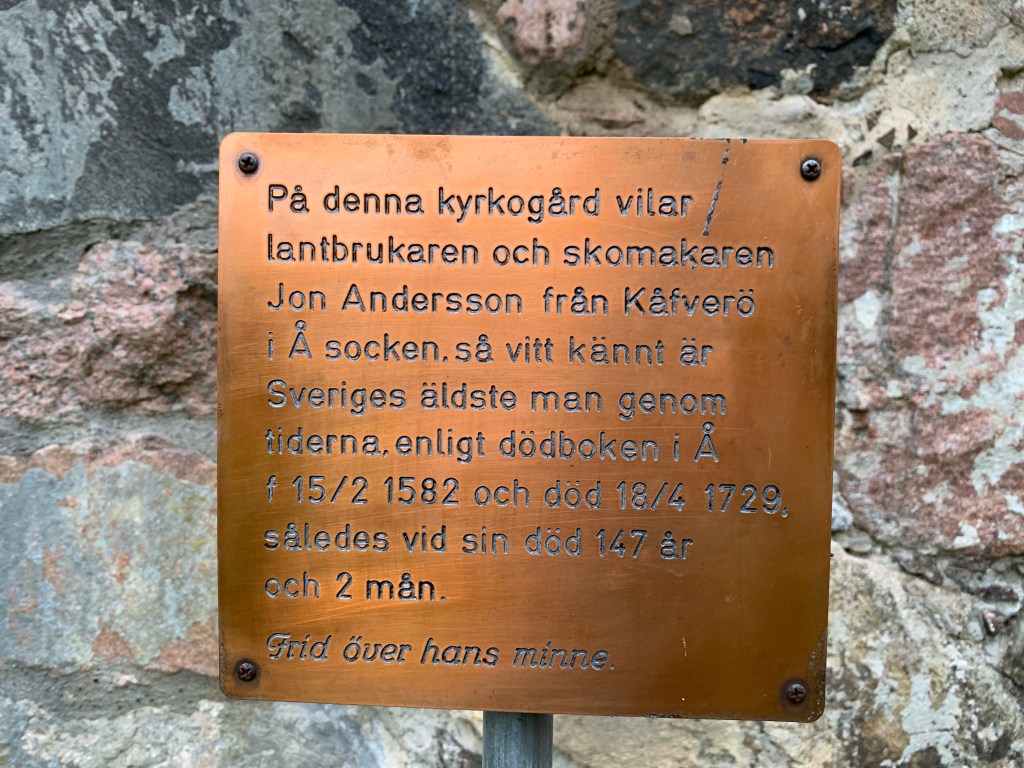 På denna kyrkogård vilar
lantbrukaren och skomakaren
Jon Andersson från Kåfverö
i Å socken, så vitt kännt är
Sveriges äldste man genom
tiderna, enligt dödboken i Å
f 15/2 1582 och död 18/4 1729,
således vid sin död 147 år
och 2 mån.
Frid över hans minne.